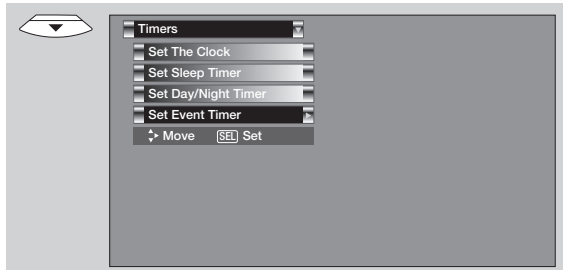 Timers
Set The Clock
Set Sleep Timer
Set Day/Night Timer
Set Event Timer
Move SEL Set